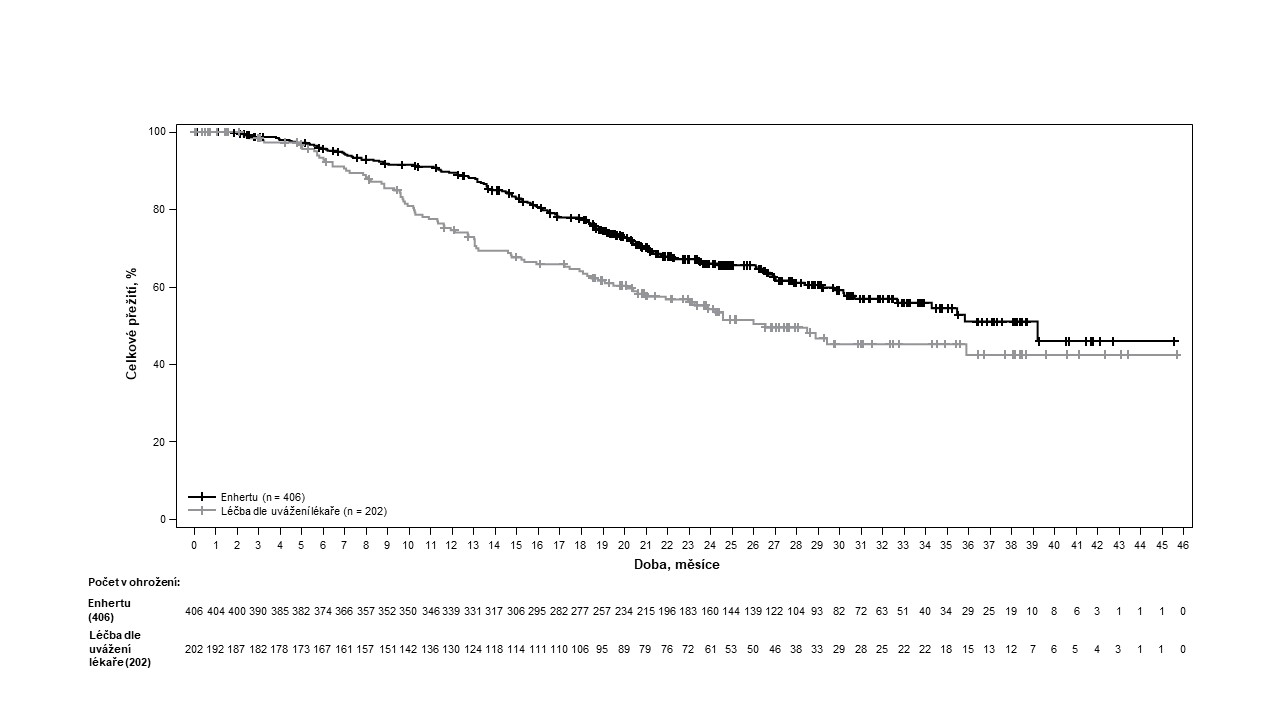 100
80
60
40
20
0
Celkové přežití, %
Enhertu (n = 406)
Léčba dle uvážení lékaře (n = 202)
0 1 2 3 4 5 6 7 8 9 10 11 12 13 14 15 16 17 18 19 20 21 22 23 24 25 26 27 28 29 30 31 32 33 34 35 36 37 38 39 40 41 42 43 44 45 46
Doba, měsíce
Počet v ohrožení:
Enhertu
(406)
406 404 400 390 385 382 374 366 357 352 350 346 339 331 317 306 295 282 277 257 234 215 196 183 160 144 139 122 104 93 82 72 63 51 40 34 29 25 19 10 8 6 3 1 1 1 0
Léčba dle
uvážení
lékaře (202)
202 192 187 182 178 173 167 161 157 151 142 136 130 124 118 114 111 110 106 95 89 79 76 72 61 53 50 46 38 33 29 28 25 22 22 18 15 13 12 7 6 5 4 3 1 1 0